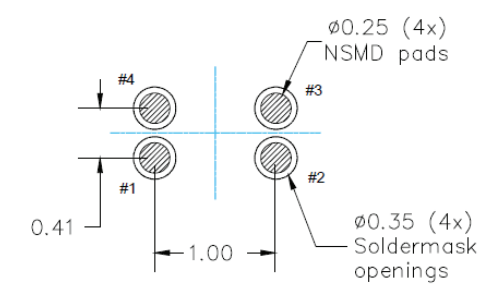 ø0.25 (4x)
NSMD pads
#4
#3
#1
#2
0.41
1.00
ø0.35 (4x)
Soldermask
openings